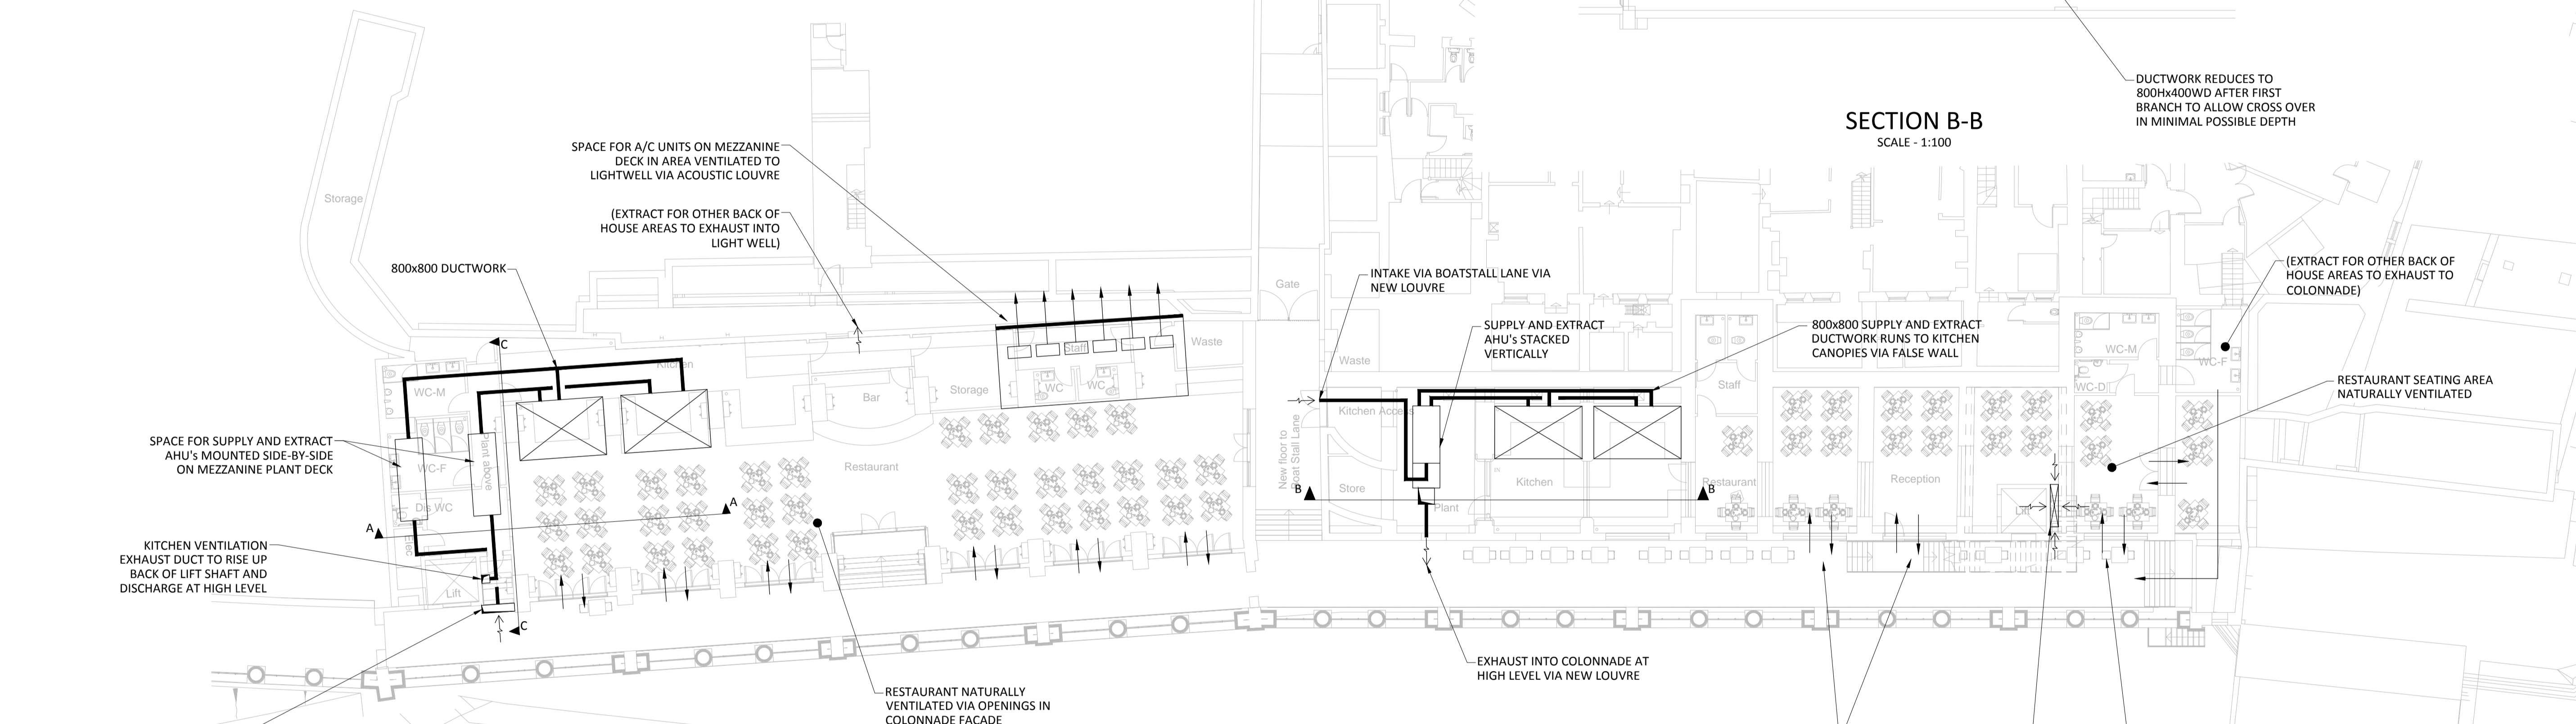 DUCTWORK REDUCES TO
800Hx400WD AFTER FIRST
BRANCH TO ALLOW CROSS OVER
IN MINIMAL POSSIBLE DEPTH
SECTION B-B
SCALE - 1:100
SPACE FOR A/C UNITS ON MEZZANINE
DECK IN AREA VENTILATED TO
LIGHTWELL VIA ACOUSTIC LOUVRE
Storage
(EXTRACT FOR OTHER BACK OF
HOUSE AREAS TO EXHAUST INTO
LIGHT WELL)
800x800 DUCTWORK
Gate
INTAKE VIA BOATSTALL LANE VIA
NEW LOUVRE
(EXTRACT FOR OTHER BACK OF
HOUSE AREAS TO EXHAUST TO
COLONNADE)
SUPPLY AND EXTRACT
AHU's STACKED
VERTICALLY
800x800 SUPPLY AND EXTRACT
DUCTWORK RUNS TO KITCHEN
CANOPIES VIA FALSE WALL
C
Kitchen
Staff
Waste
Waste
WC-M
WC-F
WC-M
Bar
Storage
WC
WC
Staff
WC-D
RESTAURANT SEATING AREA
NATURALLY VENTILATED
Kitchen Access
New floor to
Boat Stall Lane
SPACE FOR SUPPLY AND EXTRACT
AHU's MOUNTED SIDE-BY-SIDE
ON MEZZANINE PLANT DECK
Plant above
WC-F
Restaurant
Dis WC
A
A
B
Store
Kitchen
Restaurant
B
Reception
Plant
Lift
KITCHEN VENTILATION
EXHAUST DUCT TO RISE UP
BACK OF LIFT SHAFT AND
DISCHARGE AT HIGH LEVEL
Lift
C
EXHAUST INTO COLONNADE AT
HIGH LEVEL VIA NEW LOUVRE
RESTAURANT NATURALLY
VENTILATED VIA OPENINGS IN
COLONNADE FACADE